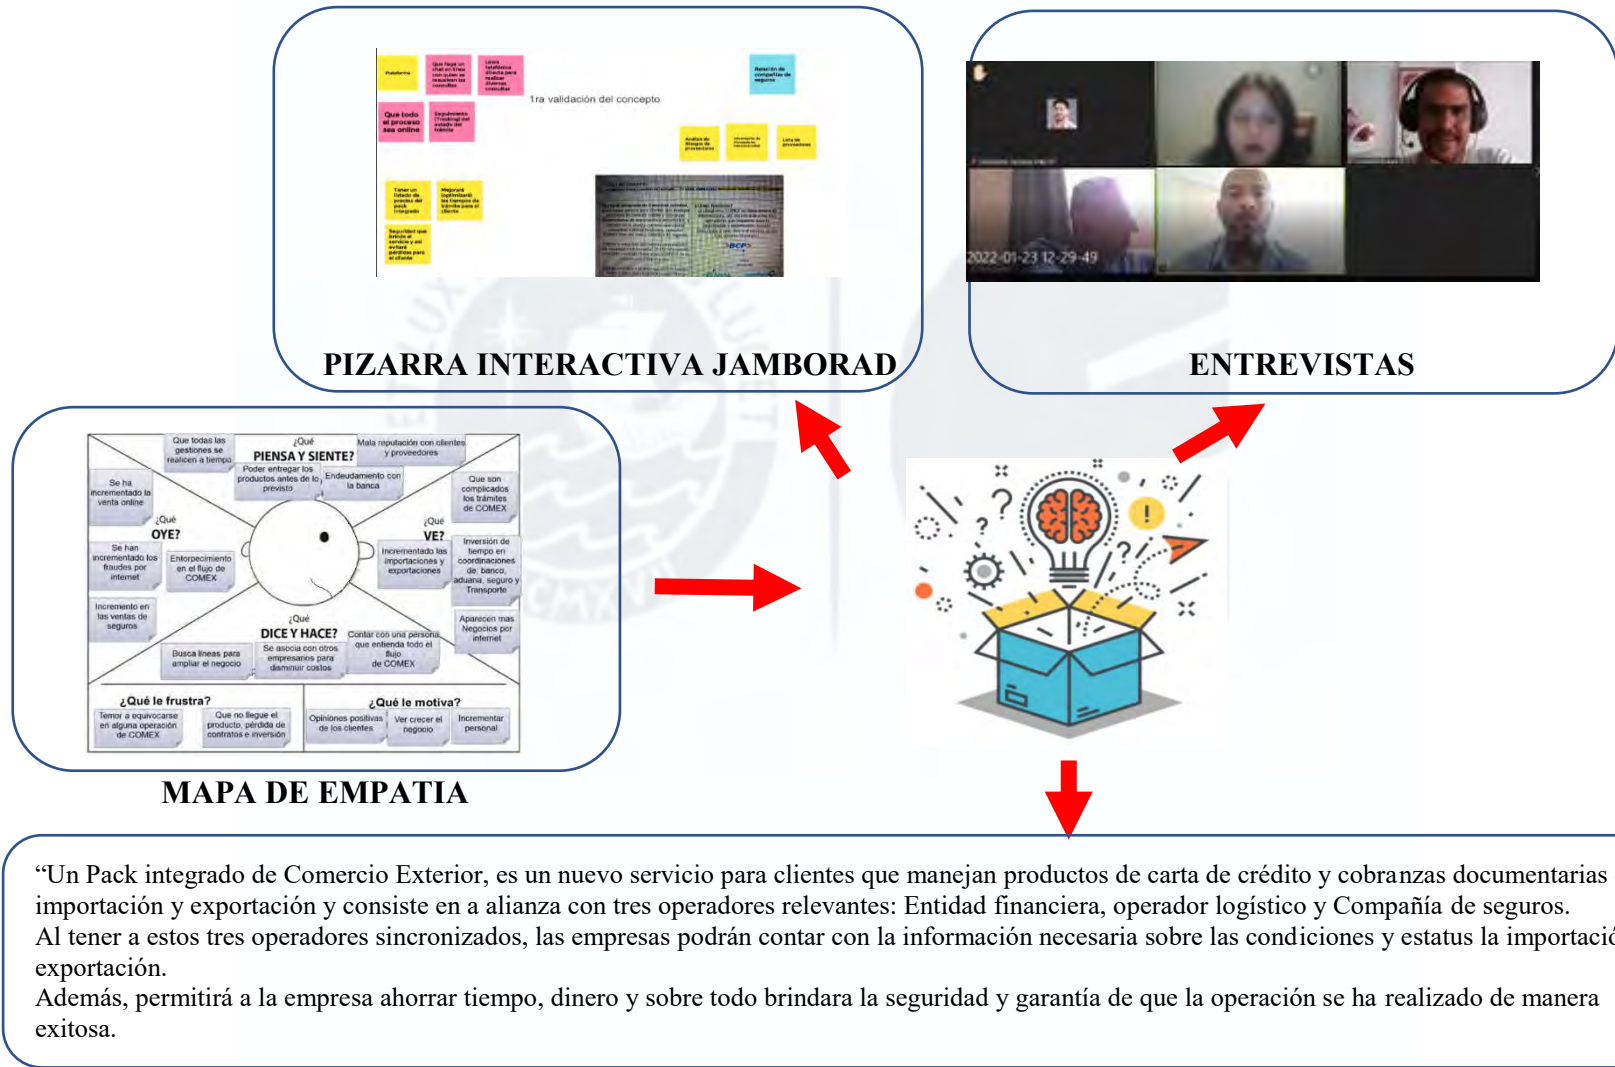 Plataforma
Que haya un
chat en línea
con quien se
resuelvan las
consultas
Línea
telefónica
directa para
realizar
diversas
consultas
Que todo
el proceso
sea online
Seguimiento
(Tracking) del
estado del
trámite
1ra validación del concepto
Relación de
compañías de
seguros
Análisis de
Riesgos de
proveedores
Lista de
proveedores
Tener un
listado de
precios del
pack
integrado
Mejorará
(optimizará)
los tiempos de
trámite para el
cliente
Seguridad que
brinda el
servicio y así
evitará
pérdidas para
el cliente
>BCP>
PIZARRA INTERACTIVA JAMBORAD
2022-01-23 12-29-49
ENTREVISTAS
¿Qué
PIENSA Y SIENTE?
Que todas las
gestiones se
realicen a tiempo
Mala reputación con clientes
y proveedores
Poder entregar los
productos antes de lo
previsto
Endeudamiento con
la banca
Se ha
incrementado la
venta online
¿Qué
OYE?
Se han
incrementado los
fraudes por
internet
Entorpecimiento
en el flujo de
COMEX
Incremento en
las ventas de
seguros
Que son
complicados
los trámites
de COMEX
¿Qué
VE?
Incrementado las
importaciones y
exportaciones
Inversión de
tiempo en
coordinaciones
de, banco,
aduana, seguro y
Transporte
Aparecen mas
Negocios por
internet
¿Qué
DICE Y HACE?
Busca líneas para
ampliar el negocio
Se asocia con otros
empresarios para
disminuir costos
Contar con una persona
que entienda todo el
flujo
de COMEX
¿Qué le frustra?
Temor a equivocarse
en alguna operación
de COMEX
Que no llegue el
producto, pérdida de
contratos e inversión
¿Qué le motiva?
Opiniones positivas
de los clientes
Ver crecer el
negocio
Incrementar
personal
MAPA DE EMPATIA
“Un Pack integrado de Comercio Exterior, es un nuevo servicio para clientes que manejan productos de carta de crédito y cobranzas documentarias
importación y exportación y consiste en a alianza con tres operadores relevantes: Entidad financiera, operador logístico y Compañía de seguros.
Al tener a estos tres operadores sincronizados, las empresas podrán contar con la información necesaria sobre las condiciones y estatus la importació
exportación.
Además, permitirá a la empresa ahorrar tiempo, dinero y sobre todo brindara la seguridad y garantía de que la operación se ha realizado de manera
exitosa.